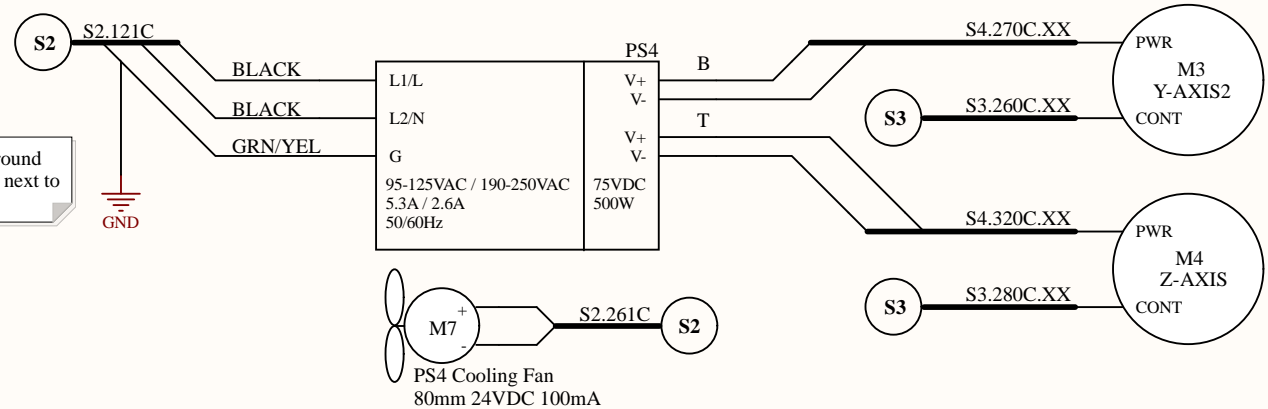 S2
S2.121C
BLACK
BLACK
GRN/YEL
round
next to
GND
PS4
L1/L
L2/N
G
95-125VAC / 190-250VAC
5.3A / 2.6A
50/60Hz
V+
V-
V+
V-
75VDC
500W
B
T
S4.270C.XX
PWR
M3
Y-AXIS2
S3
S3.260C.XX
CONT
S4.320C.XX
PWR
M4
Z-AXIS
S3
S3.280C.XX
CONT
M7
+
-
S2.261C
S2
PS4 Cooling Fan
80mm 24VDC 100mA